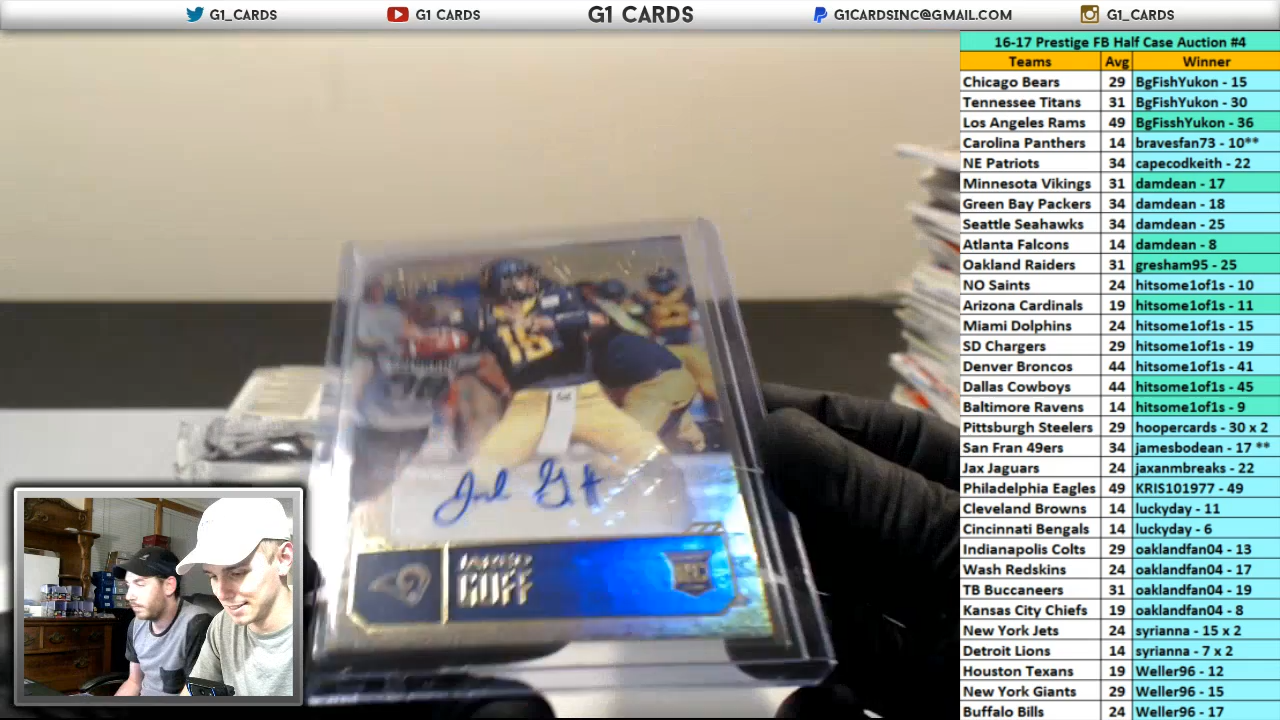 G1_CARDS
G1 CARDS
G1 CARDS
G1CARDSINC@GMAIL.COM
G1_CARDS
16-17 Prestige FB Half Case Auction #4
Teams Avg Winner
Chicago Bears 29 BgFishYukon - 15
Tennessee Titans 31 BgFishYukon - 30
Los Angeles Rams 49 BgFisshYukon - 36
Carolina Panthers 14 bravesfan73 - 10**
NE Patriots 34 capecodkeith - 22
Minnesota Vikings 31 damdean - 17
Green Bay Packers 34 damdean - 18
Seattle Seahawks 34 damdean - 25
Atlanta Falcons 14 damdean - 8
Oakland Raiders 31 gresham95 - 25
NO Saints 24 hitsome1of1s - 10
Arizona Cardinals 19 hitsome1of1s - 11
Miami Dolphins 24 hitsome1of1s - 15
SD Chargers 29 hitsome1of1s - 19
Denver Broncos 44 hitsome1of1s - 41
Dallas Cowboys 44 hitsome1of1s - 45
Baltimore Ravens 14 hitsome1of1s - 9
Pittsburgh Steelers 29 hoopercards - 30 x 2
San Fran 49ers 34 jamesbodean - 17 **
Jax Jaguars 24 jaxanmbreaks - 22
Philadelphia Eagles 49 KRIS101977 - 49
Cleveland Browns 14 luckyday - 11
Cincinnati Bengals 14 luckyday - 6
Indianapolis Colts 29 oaklandfan04 - 13
Wash Redskins 24 oaklandfan04 - 17
TB Buccaneers 31 oaklandfan04 - 19
Kansas City Chiefs 19 oaklandfan04 - 8
New York Jets 24 syrianna - 15 x 2
Detroit Lions 14 syrianna - 7 x 2
Houston Texans 19 Weller96 - 12
New York Giants 29 Weller96 - 15
Buffalo Bills 24 Weller96 - 17
16
GOFF
RC